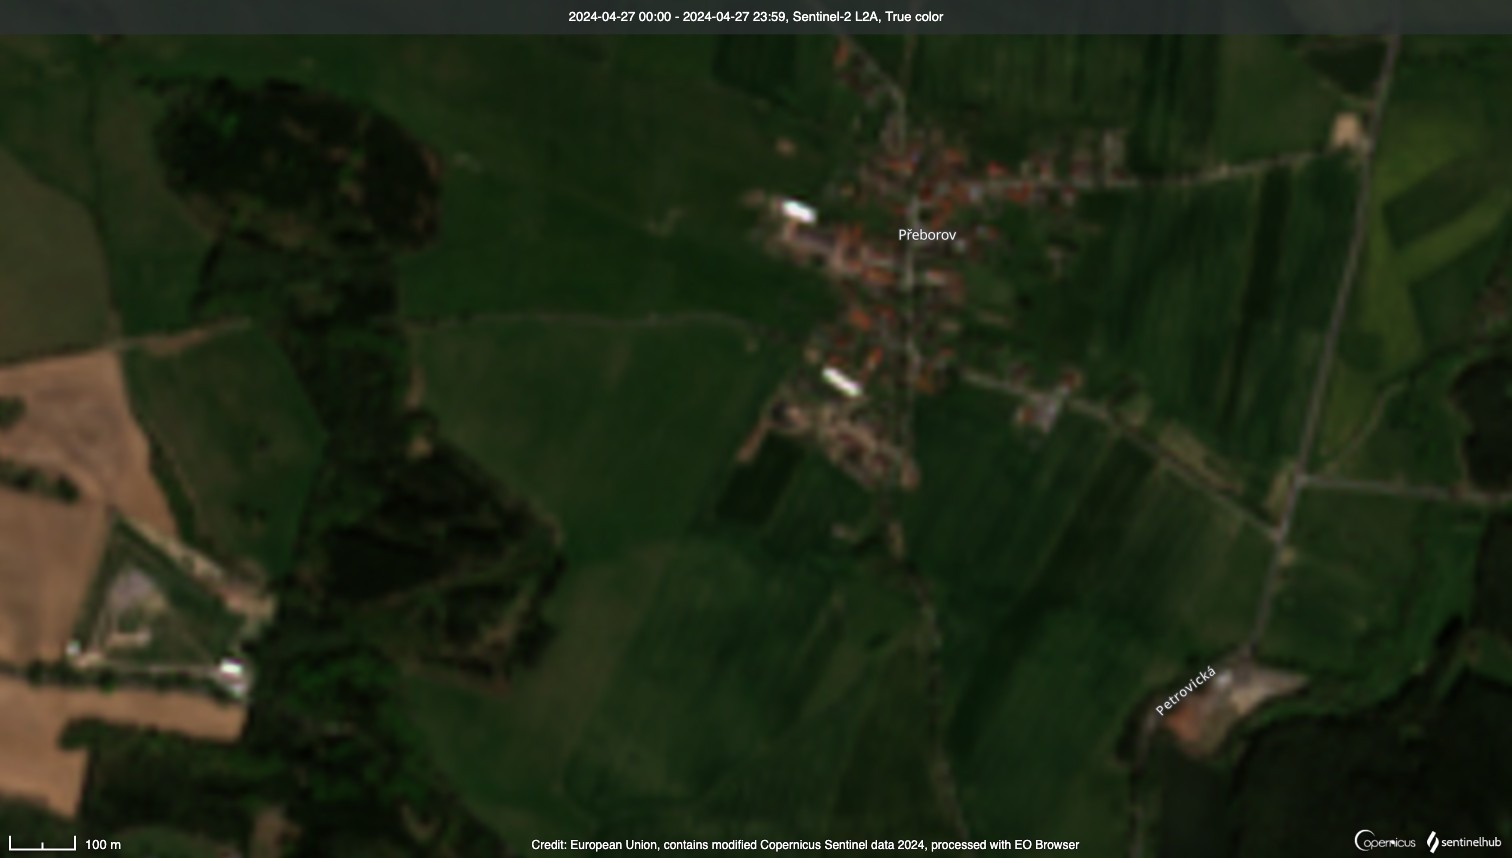 2024-04-27 00:00 - 2024-04-27 23:59, Sentinel-2 L2A, True color
Přeborov
Petrovická
100 m
Credit: European Union, contains modified Copernicus Sentinel data 2024, processed with EO Browser
opernicus
sentinelhub